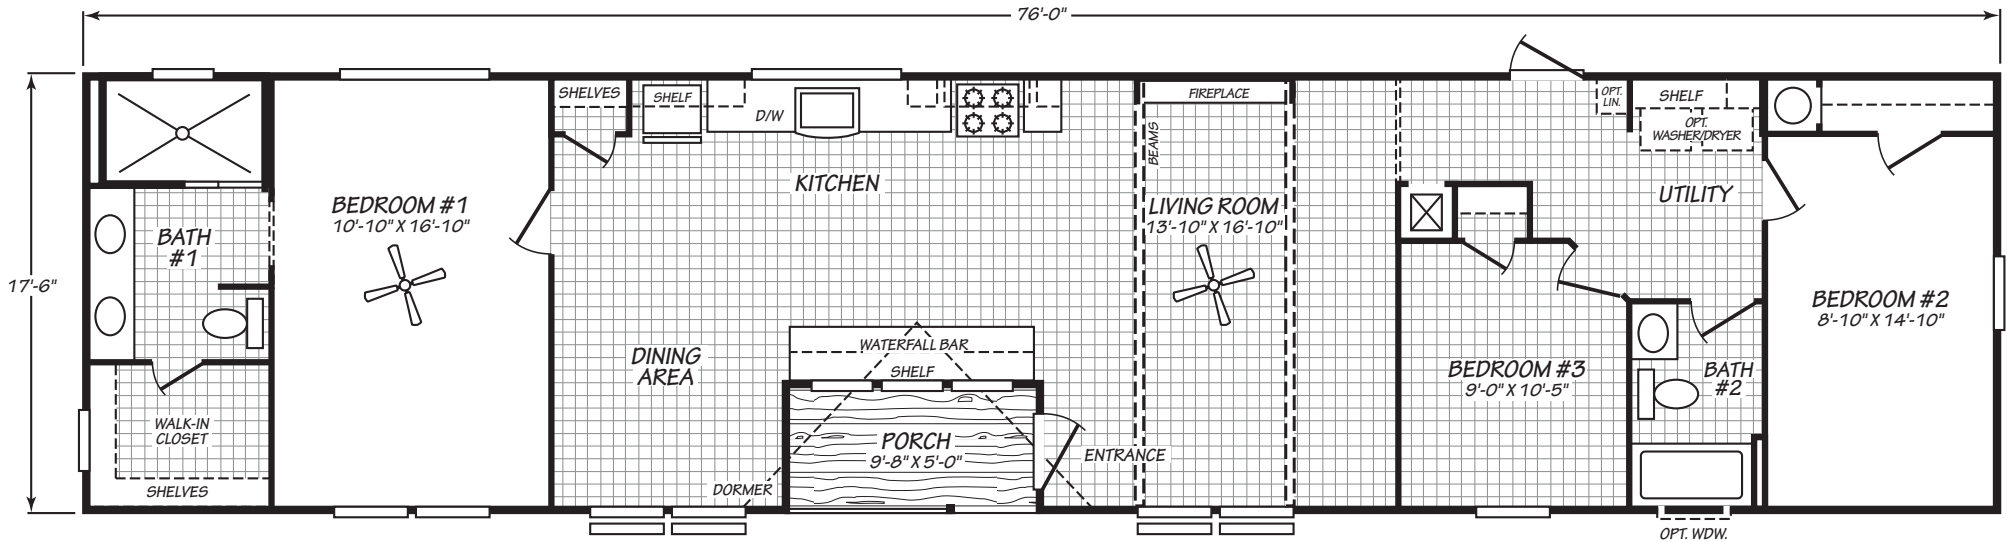 76'-0"
17'-6"
BATH
#1
WALK-IN
CLOSET
SHELVES
BEDROOM #1
10'-10" X 16'-10"
SHELVES
SHELF
D/W
KITCHEN
DINING
AREA
WATERFALL BAR
SHELF
PORCH
9'-8" X 5'-0"
DORMER
ENTRANCE
FIREPLACE
BEAMS
LIVING ROOM
13'-10" X 16'-10"
OPT.
LIN.
SHELF
OPT.
WASHER/DRYER
UTILITY
BEDROOM #3
9'-0" X 10'-5"
BATH
#2
OPT. WDW.
BEDROOM #2
8'-10" X 14'-10"